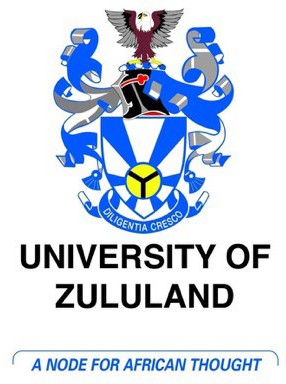 DILIGENTIA CRESCO
UNIVERSITY OF
ZULULAND
A NODE FOR AFRICAN THOUGHT